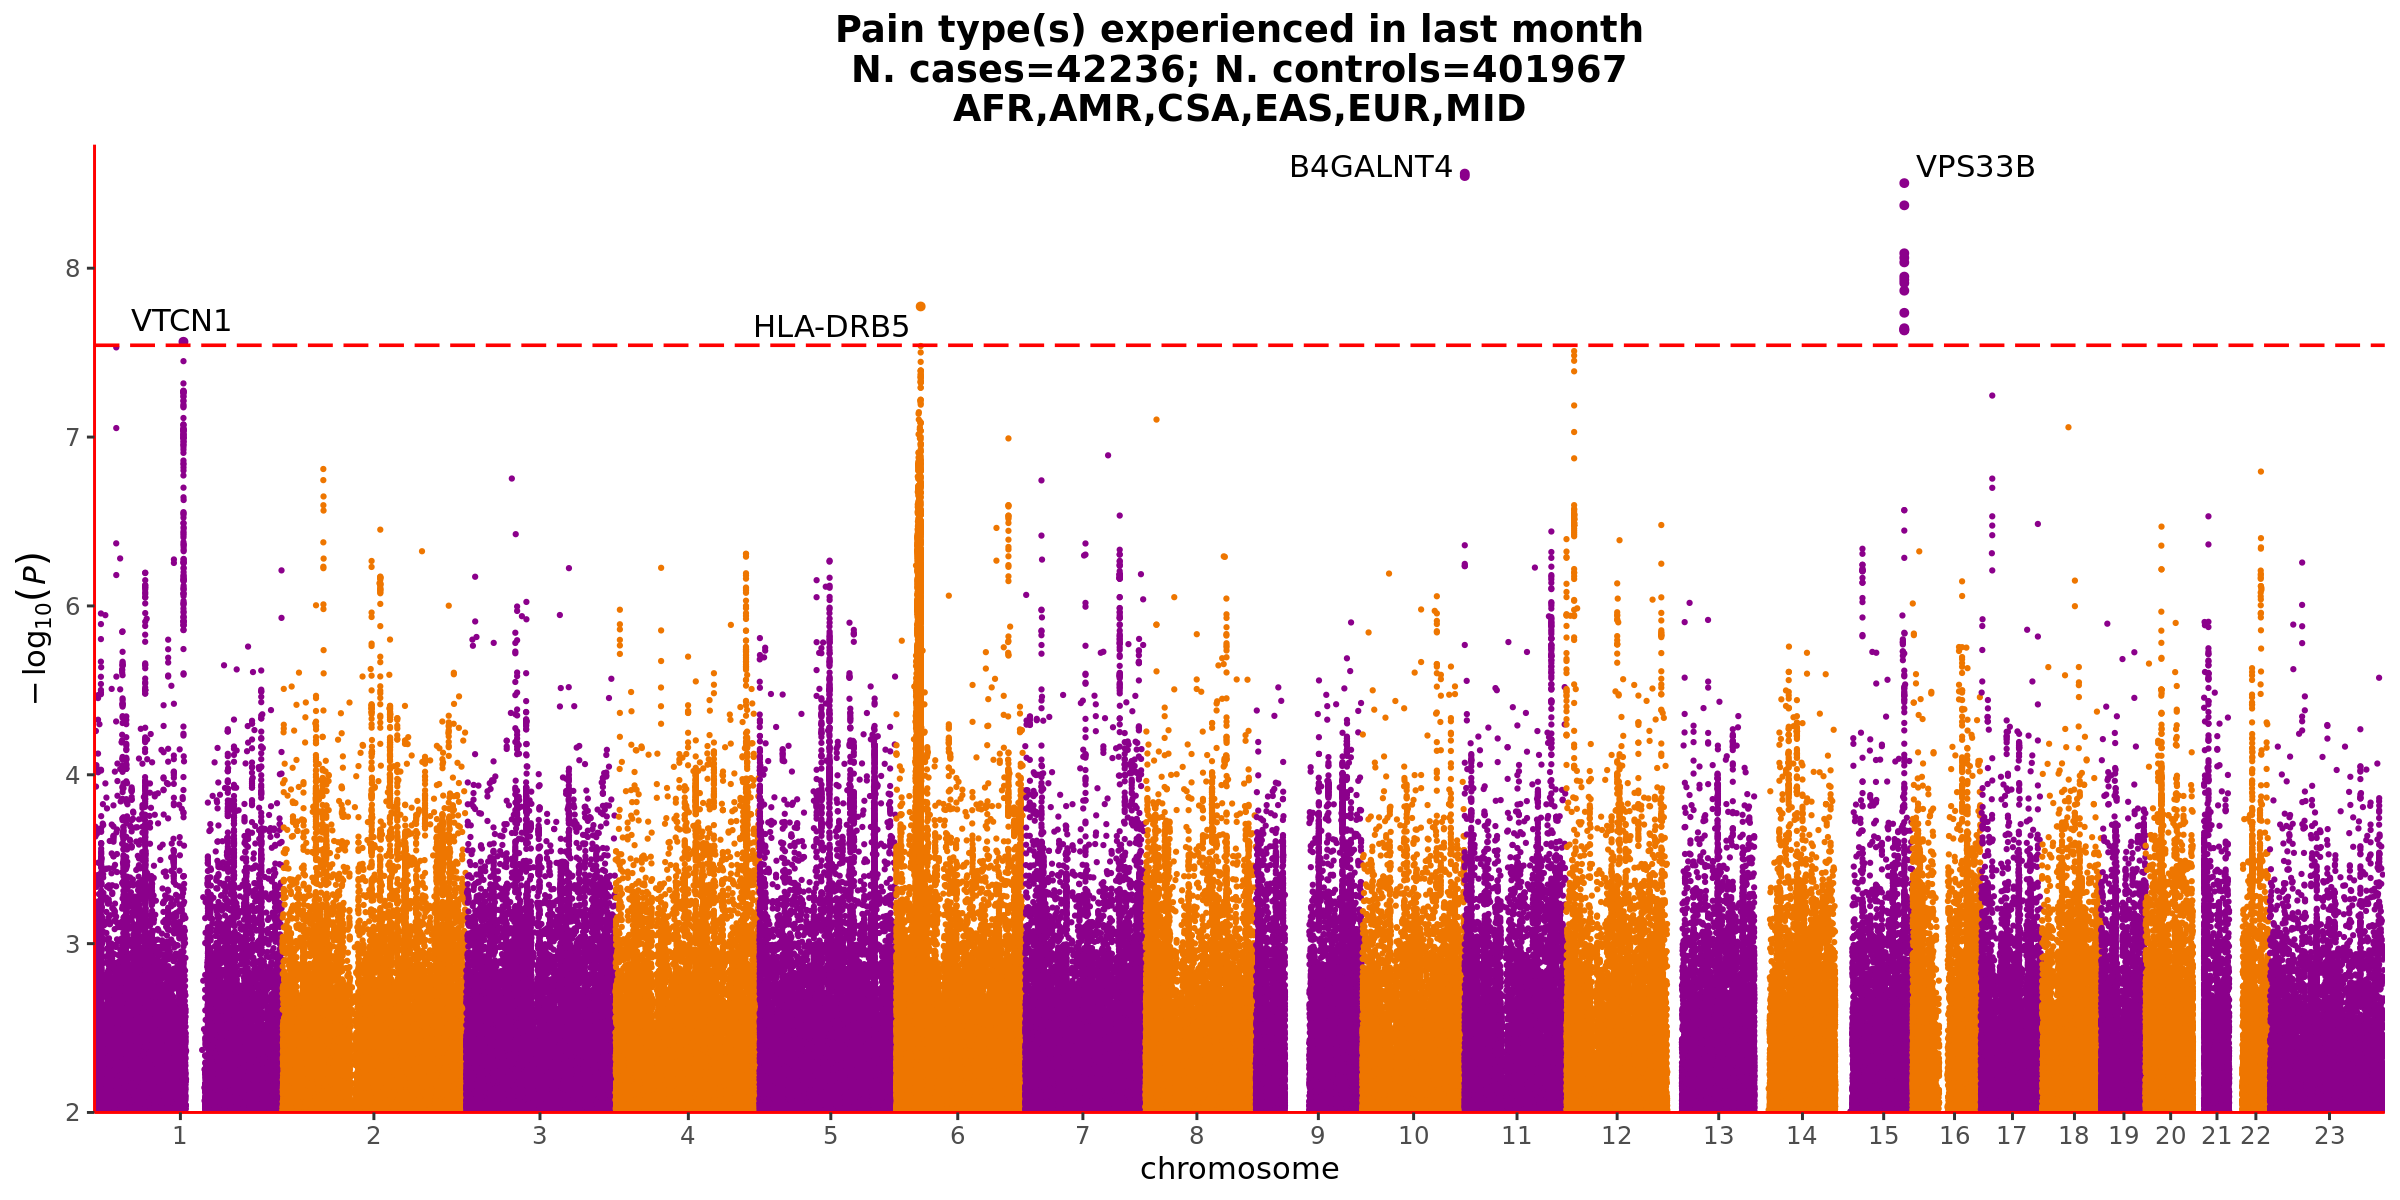 Pain type(s) experienced in last month
N. cases=42236; N. controls=401967
AFR,AMR,CSA,EAS,EUR,MID
B4GALNT4 VPS33B
8
VTCN1 HLA-DRB5
7
6
5
4
3
2
−log10(P)
1 2 3 4 5 6 7 8 9 10 11 12 13 14 15 16 17 18 19 20 21 22 23
chromosome